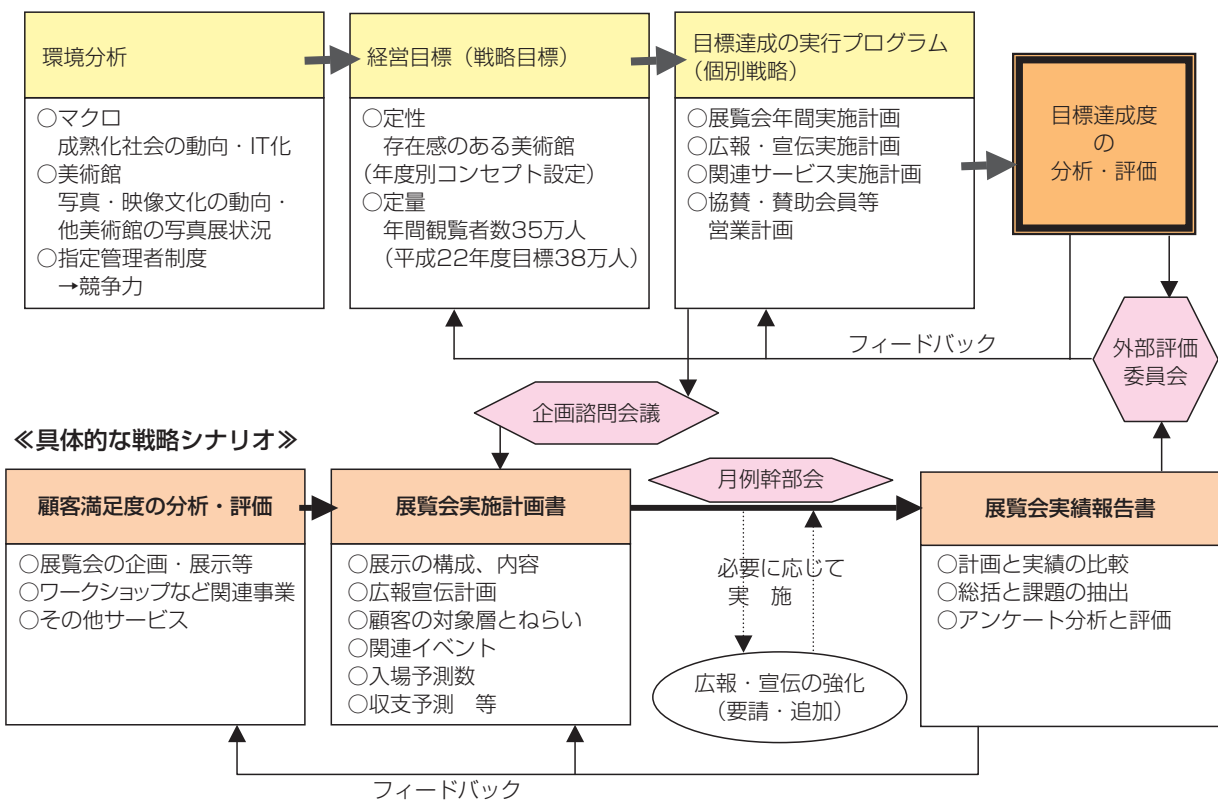 環境分析
○マクロ
成熟化社会の動向・IT化
○美術館
写真・映像文化の動向・
他美術館の写真展状況
○指定管理者制度
→競争力
経営目標（戦略目標）
○定性
存在感のある美術館
（年度別コンセプト設定）
○定量
年間観覧者数35万人
（平成22年度目標38万人）
目標達成の実行プログラム
（個別戦略）
○展覧会年間実施計画
○広報・宣伝実施計画
○関連サービス実施計画
○協賛・賛助会員等
営業計画
目標達成度
の
分析・評価
フィードバック
外部評価
委員会
企画諮問会議
≪具体的な戦略シナリオ≫
顧客満足度の分析・評価
○展覧会の企画・展示等
○ワークショップなど関連事業
○その他サービス
展覧会実施計画書
○展示の構成、内容
○広報宣伝計画
○顧客の対象層とねらい
○関連イベント
○入場予測数
○収支予測　等
月例幹部会
必要に応じて
実　施
広報・宣伝の強化
（要請・追加）
展覧会実績報告書
○計画と実績の比較
○総括と課題の抽出
○アンケート分析と評価
フィードバック